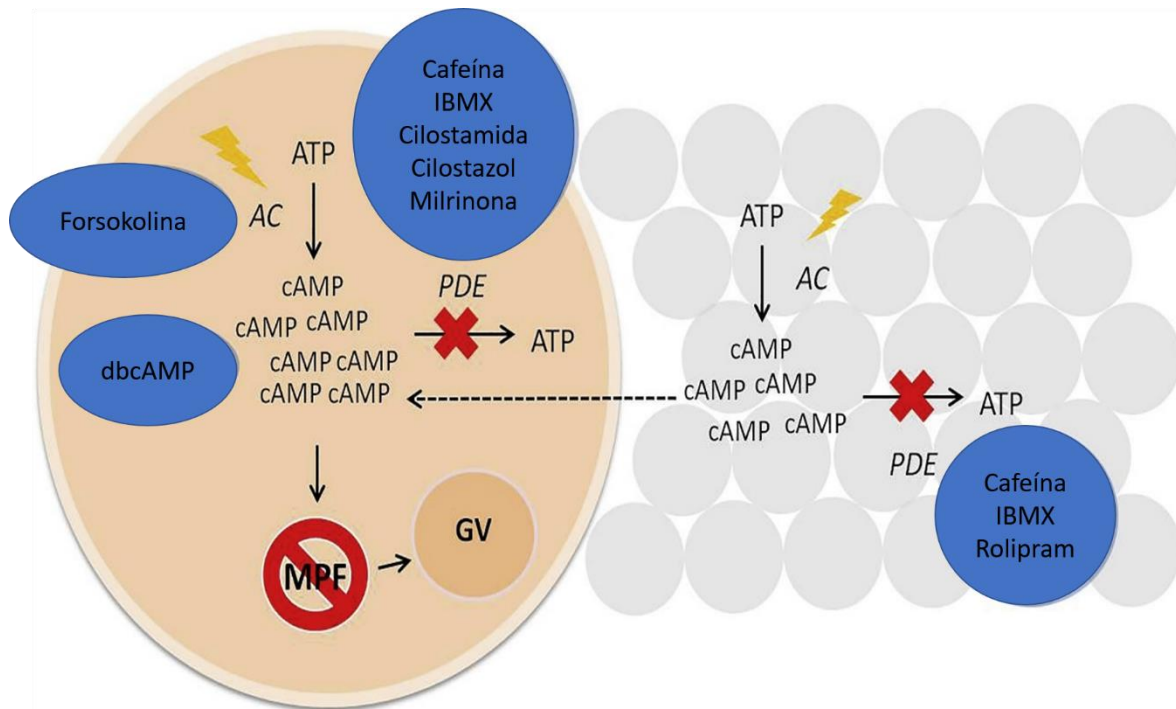 Cafeína
IBMX
Cilostamida
Cilostazol
Milrinona
ATP
Forsokolina
AC
cAMP
PDE
cAMP cAMP
ATP
cAMP cAMP
cAMP cAMP
dbcAMP
MPF
GV
ATP
AC
cAMP
cAMP cAMP
cAMP cAMP
ATP
PDE
Cafeína
IBMX
Rolipram